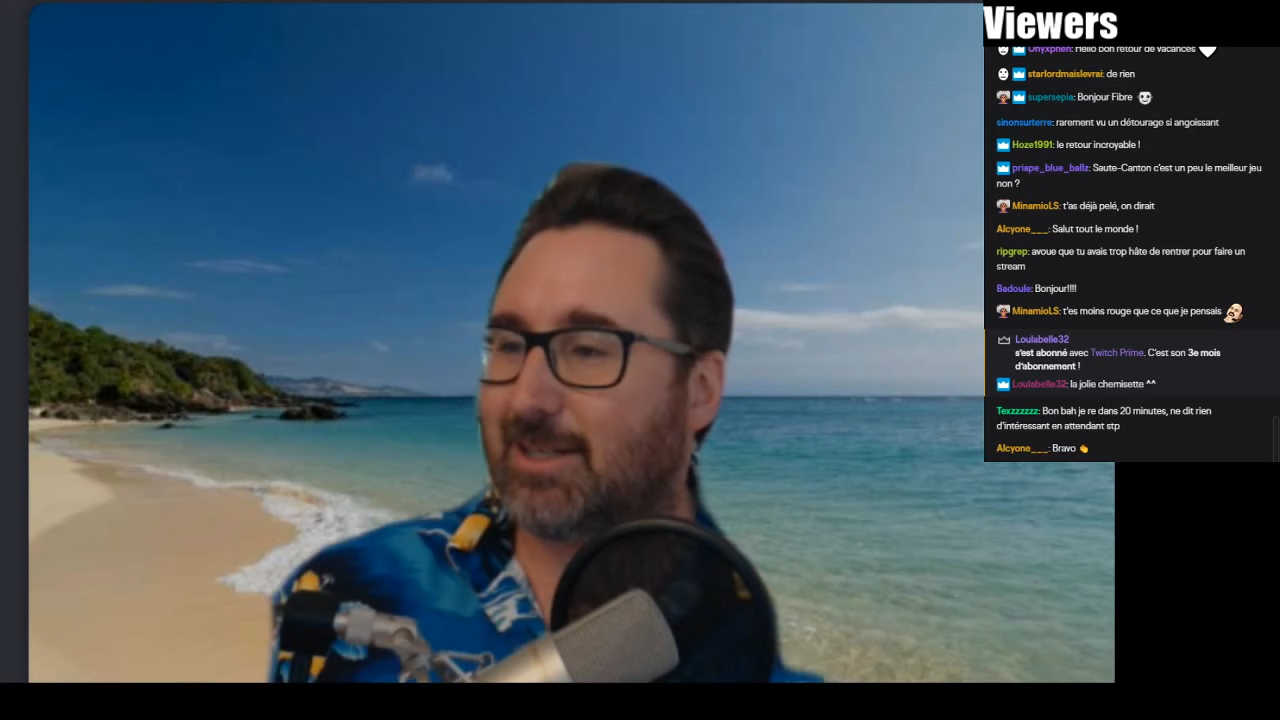 Viewers
Onyxphen: Hello bon retour de vacances
starlordmaislevrai: de rien
supersepia: Bonjour Fibre
sinonsurterre: rarement vu un détourage si angoissant
Hoze1991: le retour incroyable !
priape_blue_ballz: Saute-Canton c'est un peu le meilleur jeu
non ?
MinamioLS: t'as déjà pelé, on dirait
Alcyone___: Salut tout le monde !
ripgrep: avoue que tu avais trop hâte de rentrer pour faire un
stream
Badoule: Bonjour!!!!
MinamioLS: t'es moins rouge que ce que je pensais
Loulabelle32
s'est abonné avec Twitch Prime. C'est son 3e mois
d'abonnement !
Loulabelle32: la jolie chemisette ^^
Texzzzzzz: Bon bah je re dans 20 minutes, ne dit rien
d'intéressant en attendant stp
Alcyone___: Bravo